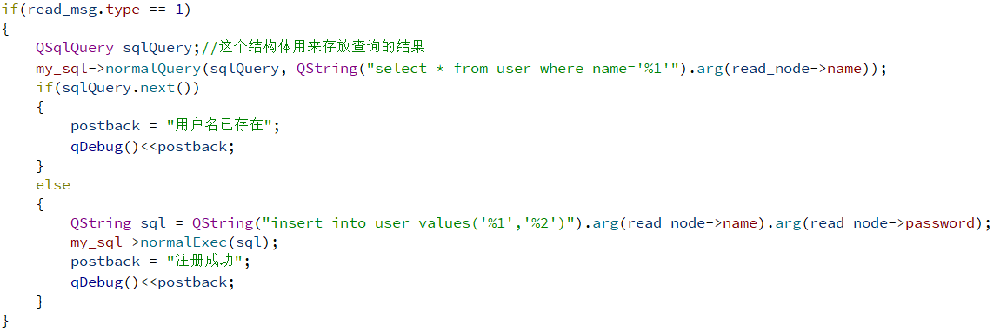 if(read_msg.type == 1)
{
    QSqlQuery sqlQuery;//这个结构体用来存放查询的结果
    my_sql->normalQuery(sqlQuery, QString("select * from user where name='%1'").arg(read_node->name));
    if(sqlQuery.next())
    {
        postback = "用户名已存在";
        qDebug()<<postback;
    }
    else
    {
        QString sql = QString("insert into user values('%1','%2')").arg(read_node->name).arg(read_node->password);
        my_sql->normalExec(sql);
        postback = "注册成功";
        qDebug()<<postback;
    }
}